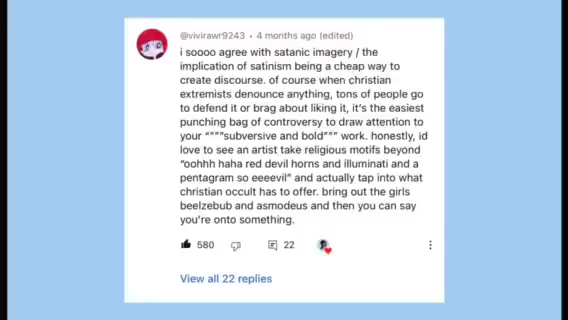 @vivirawr9243 • 4 months ago (edited)
i soooo agree with satanic imagery / the
implication of satinism being a cheap way to
create discourse. of course when christian
extremists denounce anything, tons of people go
to defend it or brag about liking it, it's the easiest
punching bag of controversy to draw attention to
your """"subversive and bold""" work. honestly, id
love to see an artist take religious motifs beyond
"oohhh haha red devil horns and illuminati and a
pentagram so eeeevil" and actually tap into what
christian occult has to offer. bring out the girls
beelzebub and asmodeus and then you can say
you're onto something.
580 22
View all 22 replies